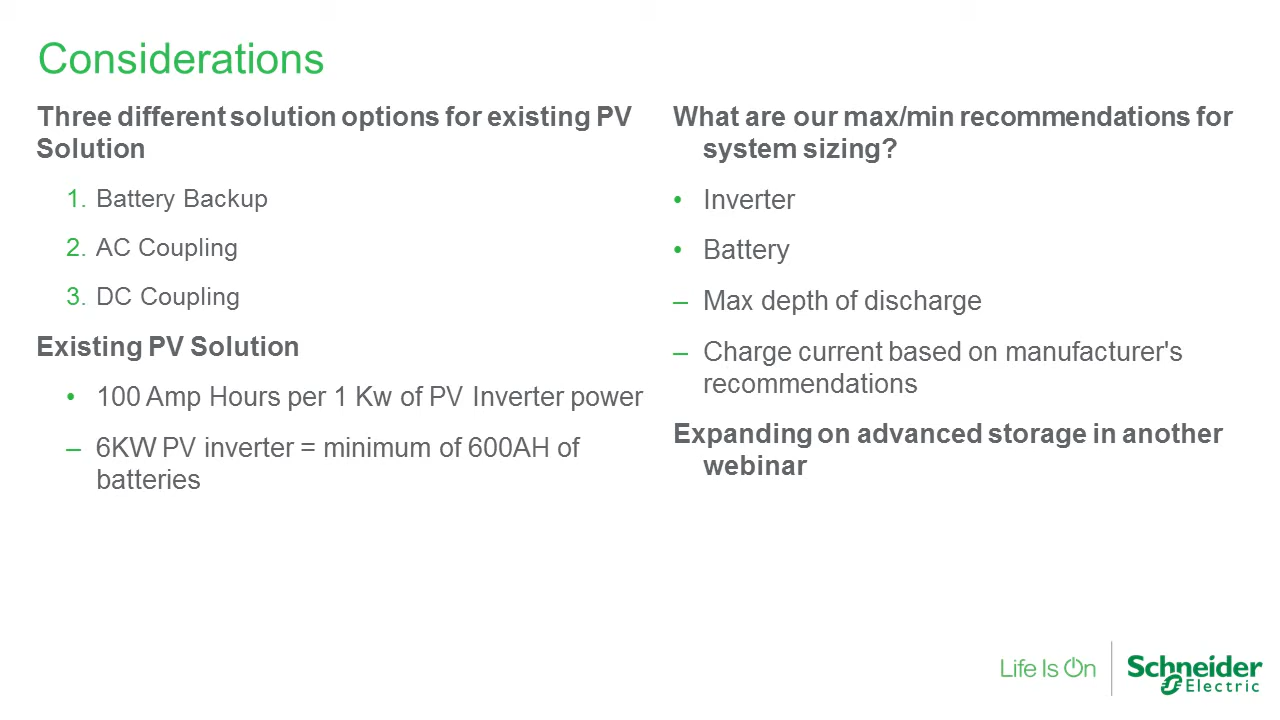 Considerations
Three different solution options for existing PV
Solution
1. Battery Backup
2. AC Coupling
3. DC Coupling
Existing PV Solution
• 100 Amp Hours per 1 Kw of PV Inverter power
– 6KW PV inverter = minimum of 600AH of
batteries
What are our max/min recommendations for
system sizing?
• Inverter
• Battery
– Max depth of discharge
– Charge current based on manufacturer's
recommendations
Expanding on advanced storage in another
webinar
Life Is On
Schneider
Electric